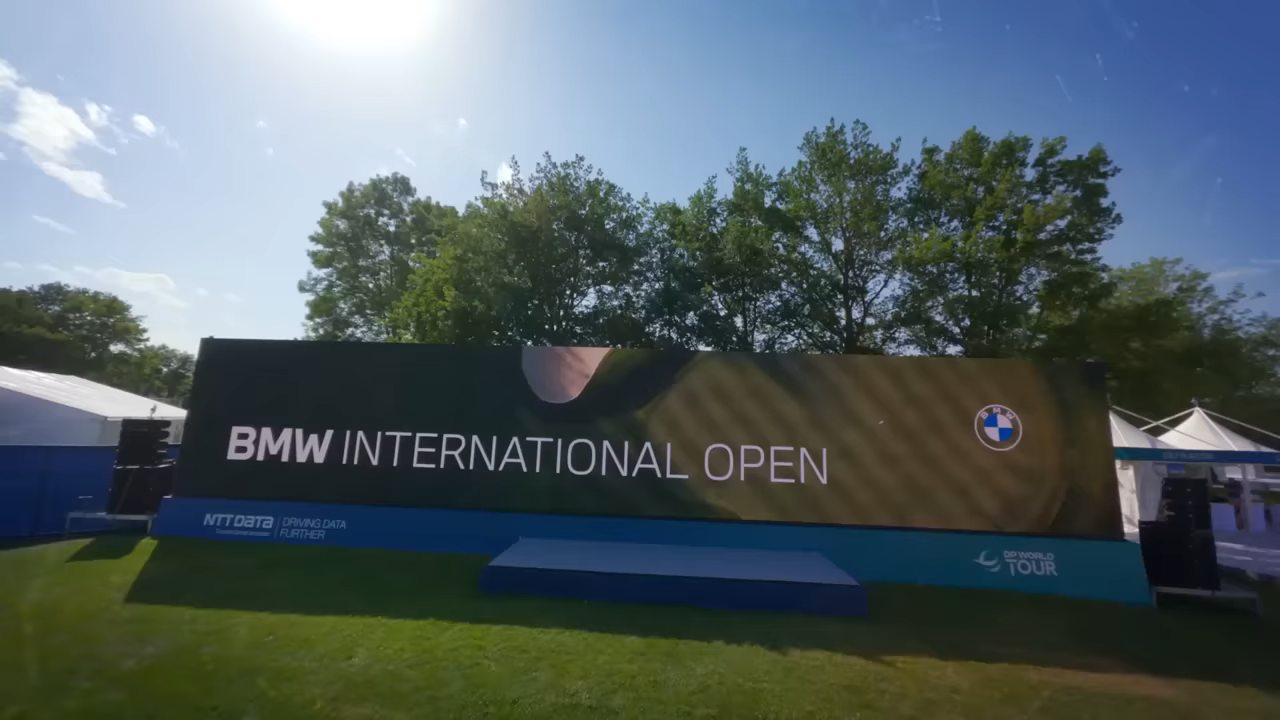 BMW INTERNATIONAL OPEN
BMW
NTT DATA
DRIVING DATA
FURTHER
DP WORLD
TOUR